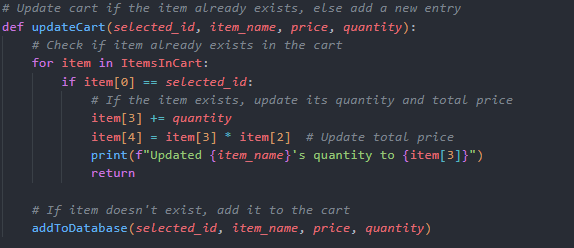 # Update cart if the item already exists, else add a new entry
def updateCart(selected_id, item_name, price, quantity):
    # Check if item already exists in the cart
    for item in ItemsInCart:
        if item[0] == selected_id:
            # If the item exists, update its quantity and total price
            item[3] += quantity
            item[4] = item[3] * item[2]  # Update total price
            print(f"Updated {item_name}'s quantity to {item[3]}")
            return

    # If item doesn't exist, add it to the cart
    addToDatabase(selected_id, item_name, price, quantity)